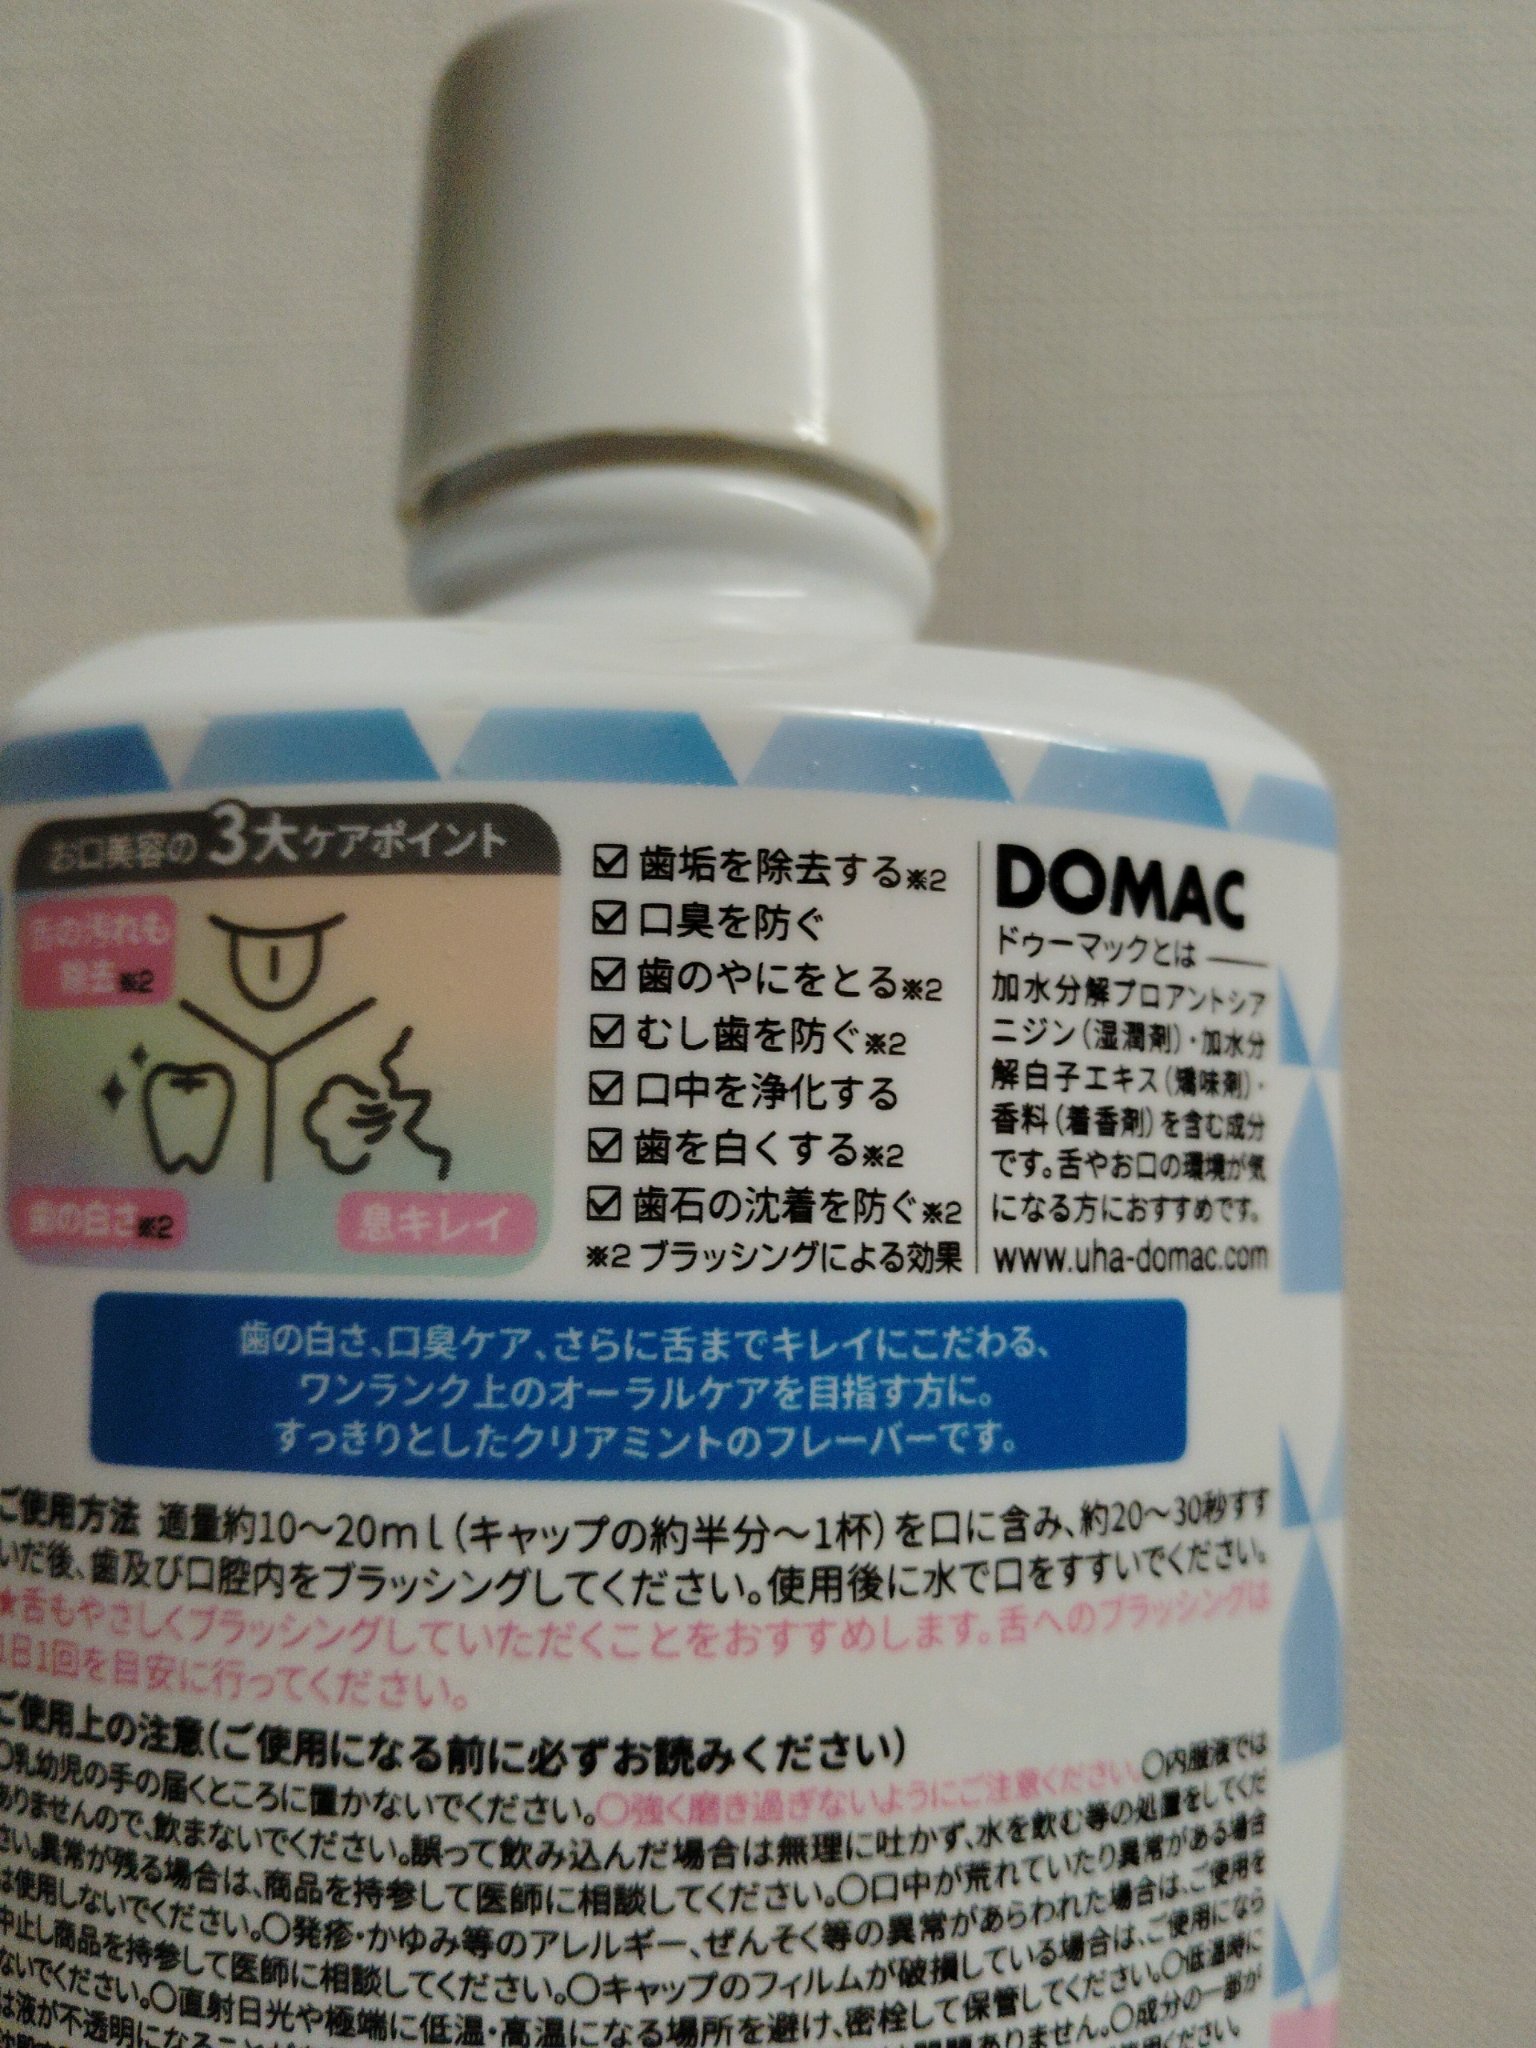 お口美容の3大ケアポイント
舌の汚れも
除去※2
歯の白さ※2
息キレイ
☑歯垢を除去する※2
☑口臭を防ぐ
☑歯のやにをとる※2
☑むし歯を防ぐ※2
☑口中を浄化する
☑歯を白くする※2
☑歯石の沈着を防ぐ※2
※2 ブラッシングによる効果
DOMAC
ドゥーマックとは
加水分解プロアントシア
ニジン(湿潤剤)・加水分
解白子エキス(矯味剤)・
香料(着香剤)を含む成分
です。舌やお口の環境が気
になる方におすすめです。
www.uha-domac.com
歯の白さ、口臭ケア、さらに舌までキレイにこだわる、
ワンランク上のオーラルケアを目指す方に。
すっきりとしたクリアミントのフレーバーです。
ご使用方法 適量約10～20ml(キャップの約半分～1杯)を口に含み、約20～30秒すす
いだ後、歯及び口腔内をブラッシングしてください。使用後に水で口をすすいでください。
★舌もやさしくブラッシングしていただくことをおすすめします。舌へのブラッシングは
1日1回を目安に行ってください。
ご使用上の注意(ご使用になる前に必ずお読みください)
○乳幼児の手の届くところに置かないでください。○強く磨き過ぎないようにご注意ください。○内服液では
ありませんので、飲まないでください。誤って飲み込んだ場合は無理に吐かず、水を飲む等の処置をしてくだ
さい。異常が残る場合は、商品を持参して医師に相談してください。○口中が荒れていたり異常がある場合
は使用しないでください。○発疹・かゆみ等のアレルギー、ぜんそく等の異常があらわれた場合は、ご使用を
中止し商品を持参して医師に相談してください。○キャップのフィルムが破損している場合は、ご使用になら
ないでください。○直射日光や極端に低温・高温になる場所を避け、密栓して保管してください。○低温時に
は液が不透明になること ありません。○成分の一部が